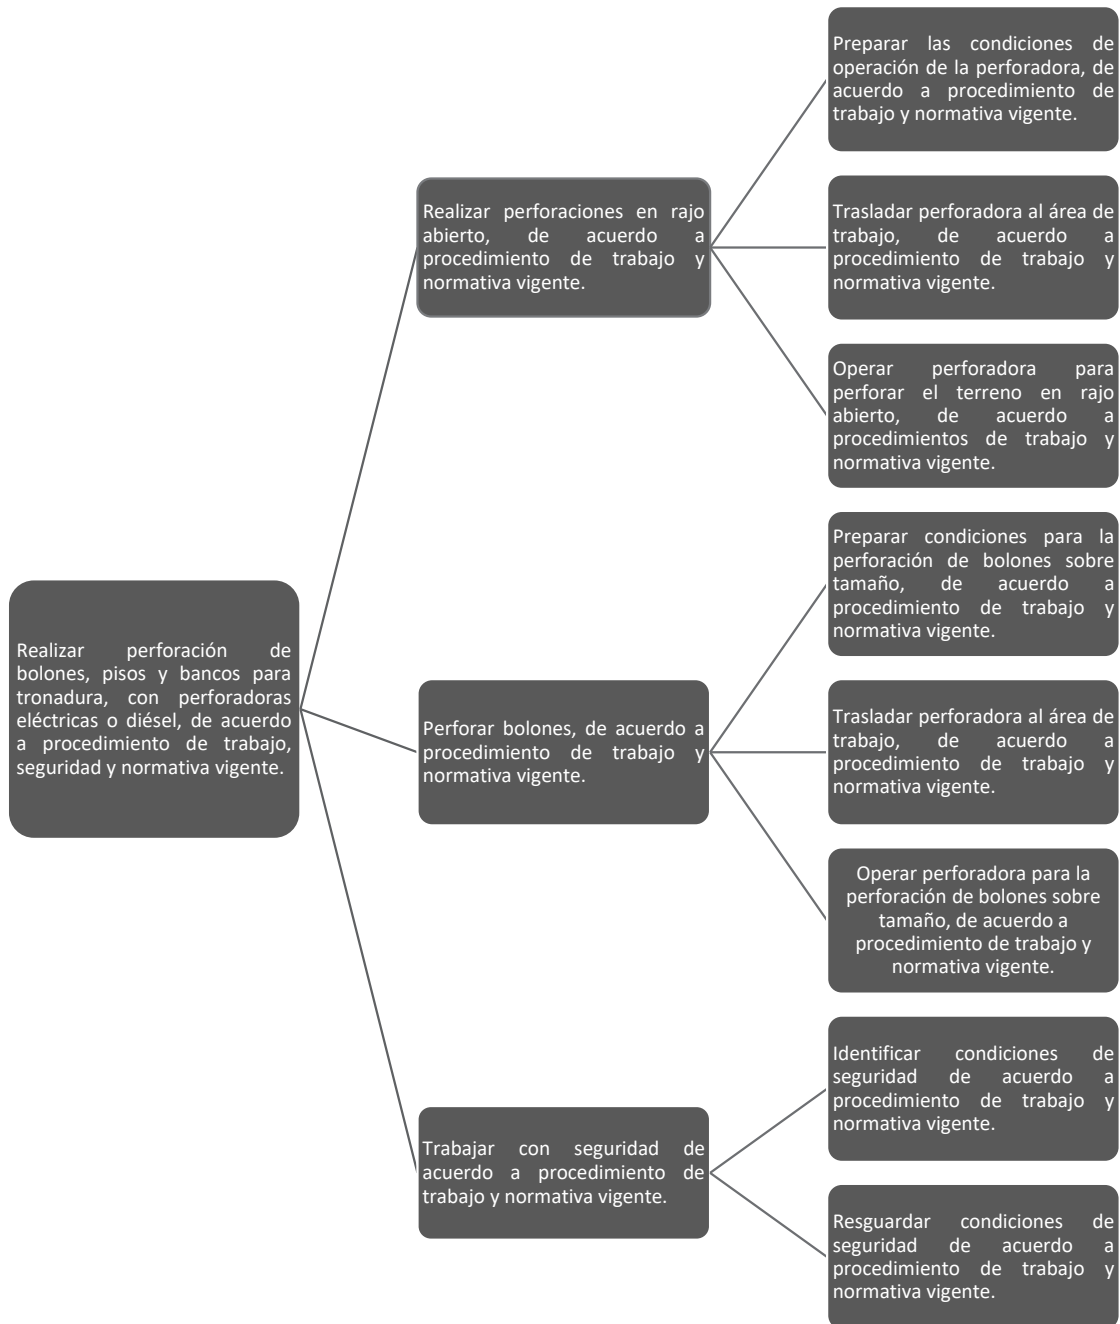 Realizar perforación de
bolones, pisos y bancos para
tronadura, con perforadoras
eléctricas o diésel, de acuerdo
a procedimiento de trabajo,
seguridad y normativa vigente.
Realizar perforaciones en rajo
abierto, de acuerdo a
procedimiento de trabajo y
normativa vigente.
Preparar las condiciones de
operación de la perforadora, de
acuerdo a procedimiento de
trabajo y normativa vigente.
Trasladar perforadora al área de
trabajo, de acuerdo a
procedimiento de trabajo y
normativa vigente.
Operar perforadora para
perforar el terreno en rajo
abierto, de acuerdo a
procedimientos de trabajo y
normativa vigente.
Perforar bolones, de acuerdo a
procedimiento de trabajo y
normativa vigente.
Preparar condiciones para la
perforación de bolones sobre
tamaño, de acuerdo a
procedimiento de trabajo y
normativa vigente.
Trasladar perforadora al área de
trabajo, de acuerdo a
procedimiento de trabajo y
normativa vigente.
Operar perforadora para la
perforación de bolones sobre
tamaño, de acuerdo a
procedimiento de trabajo y
normativa vigente.
Trabajar con seguridad de
acuerdo a procedimiento de
trabajo y normativa vigente.
Identificar condiciones de
seguridad de acuerdo a
procedimiento de trabajo y
normativa vigente.
Resguardar condiciones de
seguridad de acuerdo a
procedimiento de trabajo y
normativa vigente.